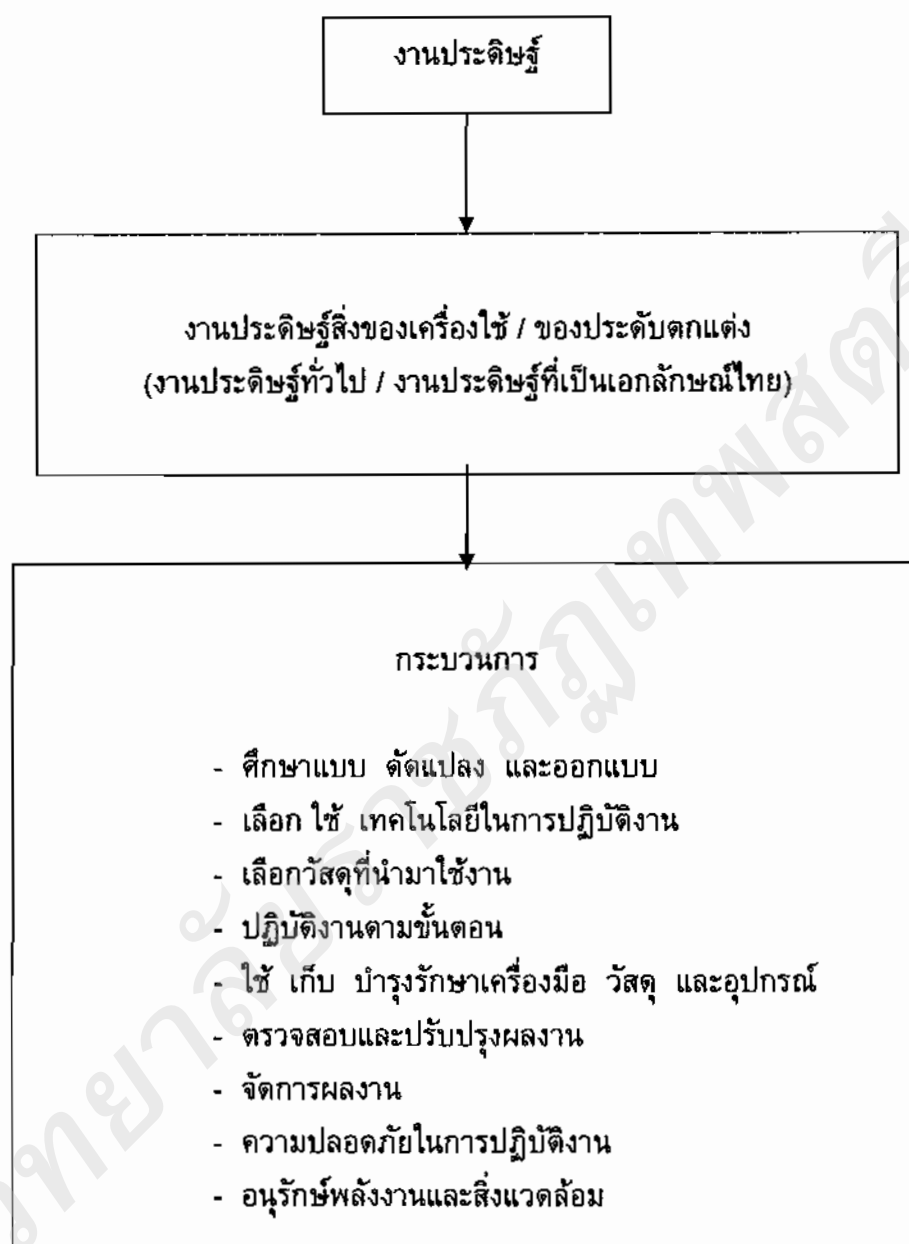 งานประดิษฐ์
งานประดิษฐ์สิ่งของเครื่องใช้ / ของประดับตกแต่ง
(งานประดิษฐ์ทั่วไป / งานประดิษฐ์ที่เป็นเอกลักษณ์ไทย)
กระบวนการ
- ศึกษาแบบ ดัดแปลง และออกแบบ
- เลือก ใช้ เทคโนโลยีในการปฏิบัติงาน
- เลือกวัสดุที่นำมาใช้งาน
- ปฏิบัติงานตามขั้นตอน
- ใช้ เก็บ บำรุงรักษาเครื่องมือ วัสดุ และอุปกรณ์
- ตรวจสอบและปรับปรุงผลงาน
- จัดการผลงาน
- ความปลอดภัยในการปฏิบัติงาน
- อนุรักษ์พลังงานและสิ่งแวดล้อม